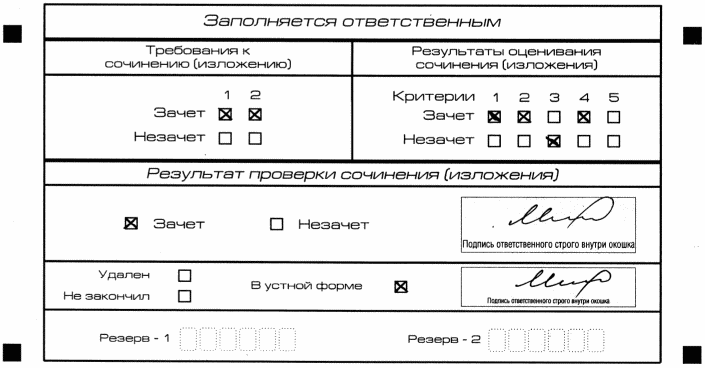 Заполняется ответственным
Требования к сочинению (изложению)
Результаты оценивания сочинения (изложения)
1 2
Зачет
Незачет
Критерии 1 2 3 4 5
Зачет
Незачет
Результат проверки сочинения (изложения)
Зачет Незачет
Подпись ответственного строго внутри окошка
Удален
Не закончил
В устной форме
Подпись ответственного строго внутри окошка
Резерв - 1
Резерв - 2